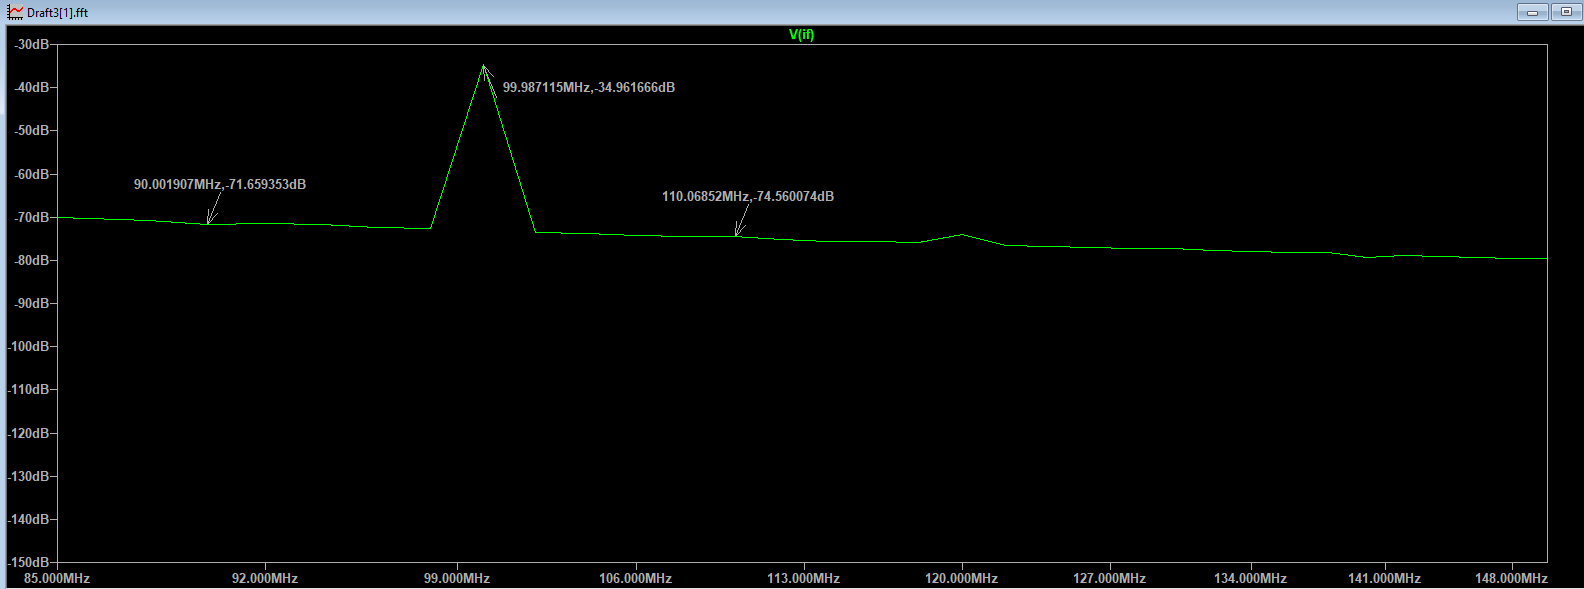 Draft3[1].fft
V(if)
-30dB
-40dB
-50dB
-60dB
-70dB
-80dB
-90dB
-100dB
-110dB
-120dB
-130dB
-140dB
-150dB
99.987115MHz,-34.961666dB
90.001907MHz,-71.659353dB
110.06852MHz,-74.560074dB
85.000MHz 92.000MHz 99.000MHz 106.000MHz 113.000MHz 120.000MHz 127.000MHz 134.000MHz 141.000MHz 148.000MHz